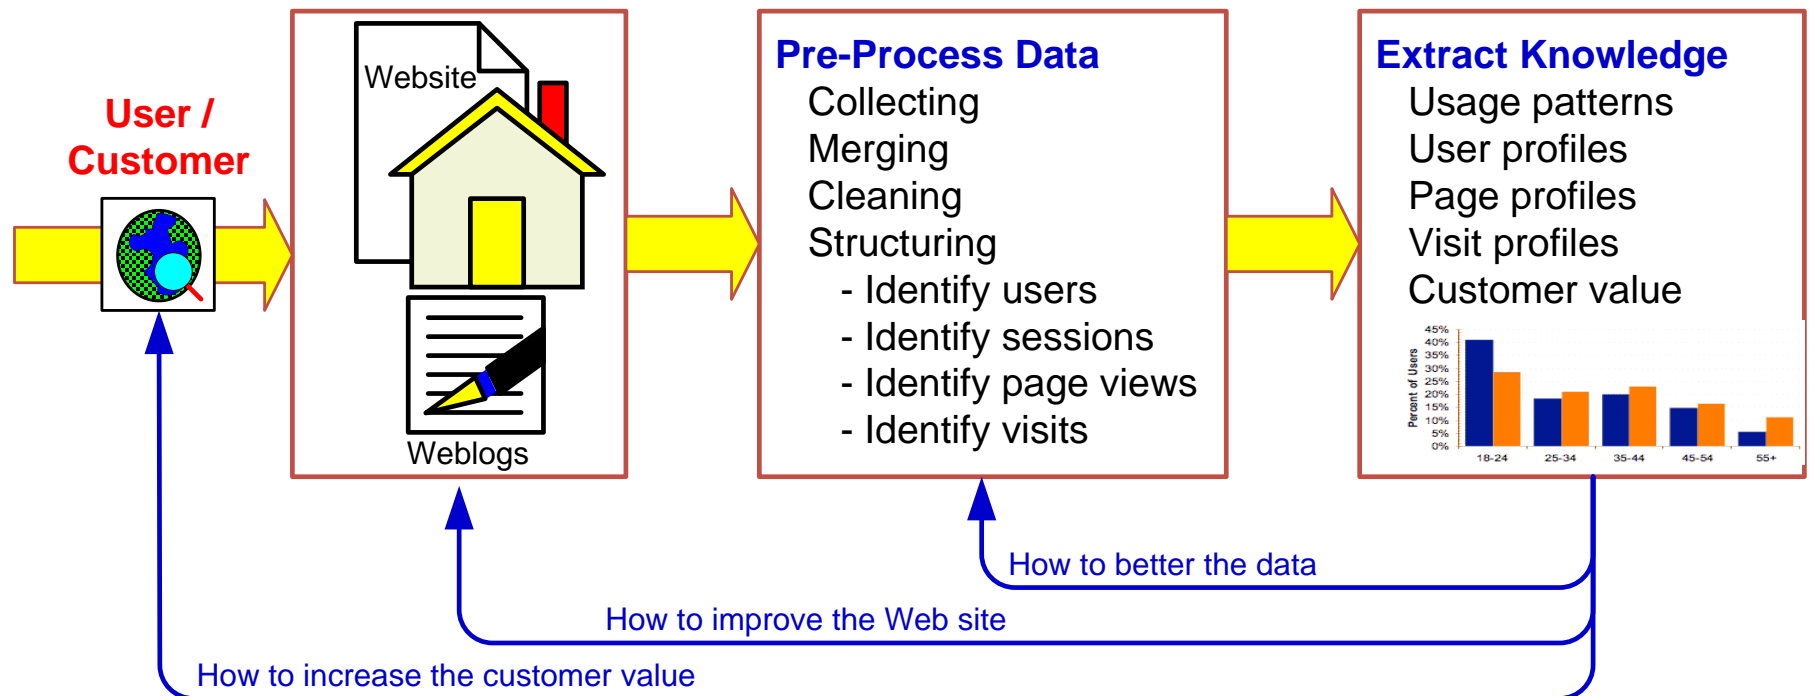 User /
Customer
Website
Weblogs
Pre-Process Data
Collecting
Merging
Cleaning
Structuring
- Identify users
- Identify sessions
- Identify page views
- Identify visits
Extract Knowledge
Usage patterns
User profiles
Page profiles
Visit profiles
Customer value
Percent of Users
45%
40%
35%
30%
25%
20%
15%
10%
5%
0%
18-24 25-34 35-44 45-54 55+
How to better the data
How to improve the Web site
How to increase the customer value